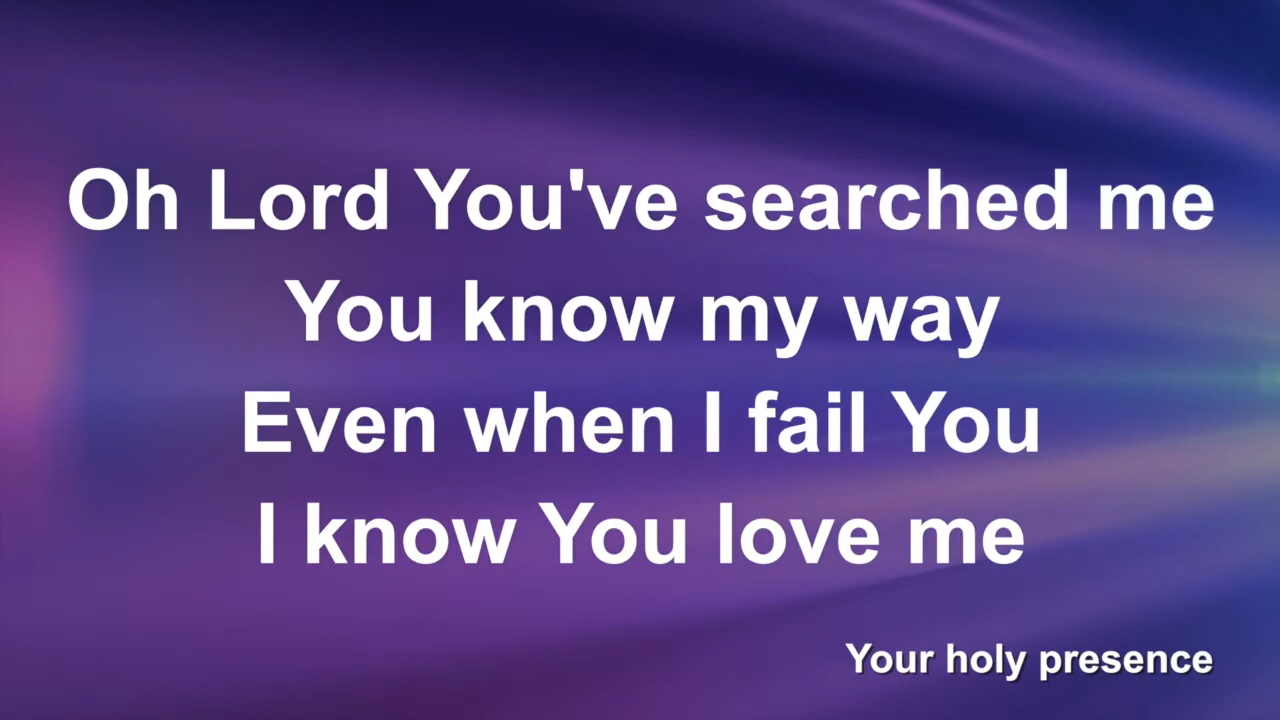 Oh Lord You've searched me
You know my way
Even when I fail You
I know You love me
Your holy presence